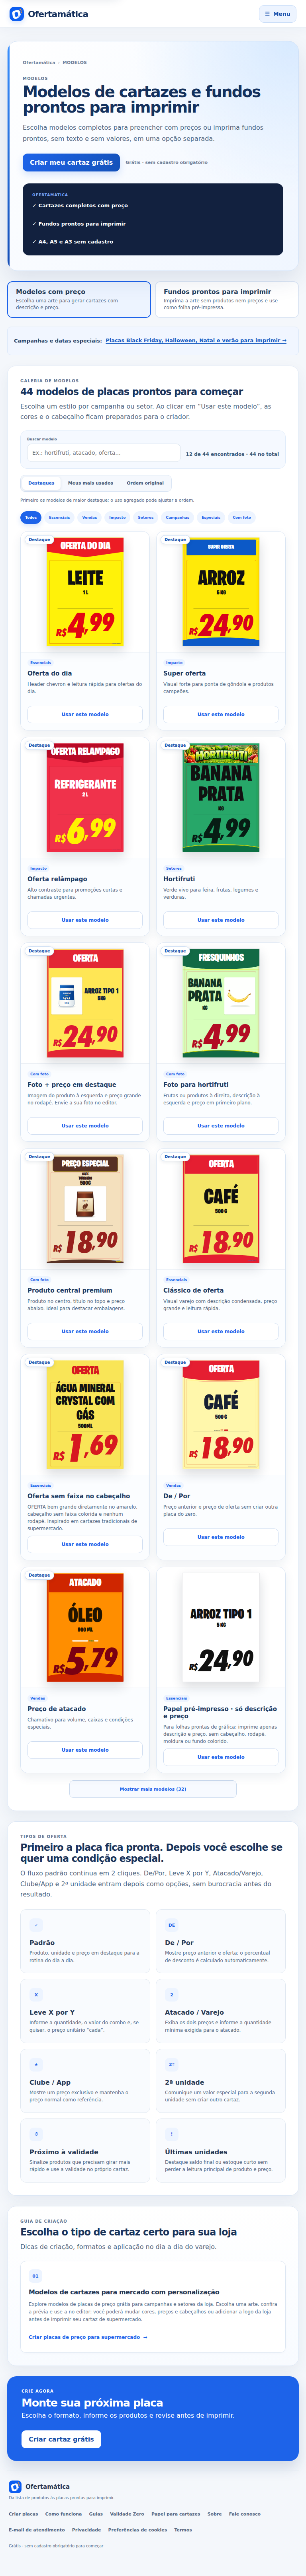 Ofertamática
☰ Menu
Ofertamática › MODELOS
MODELOS
Modelos de cartazes e fundos
prontos para imprimir
Escolha modelos completos para preencher com preços ou imprima fundos
prontos, sem texto e sem valores, em uma opção separada.
Criar meu cartaz grátis
Grátis · sem cadastro obrigatório
OFERTAMÁTICA
✓ Cartazes completos com preço
✓ Fundos prontos para imprimir
✓ A4, A5 e A3 sem cadastro
Modelos com preço
Escolha uma arte para gerar cartazes com
descrição e preço.
Fundos prontos para imprimir
Imprima a arte sem produtos nem preços e use
como folha pré-impressa.
Campanhas e datas especiais: Placas Black Friday, Halloween, Natal e verão para imprimir →
GALERIA DE MODELOS
44 modelos de placas prontos para começar
Escolha um estilo por campanha ou setor. Ao clicar em "Usar este modelo", as
cores e o cabeçalho ficam preparados para o criador.
Buscar modelo
Ex.: hortifruti, atacado, oferta...
12 de 44 encontrados · 44 no total
Destaques
Mais usados
Ordem original
Primeiro os modelos de maior destaque; o uso agregado pode ajustar a ordem.
Todos
Essenciais
Vendas
Impacto
Setores
Campanhas
Especiais
Com foto
Destaque
OFERTA DO DIA
LEITE
1 L
R$4,99
Essenciais
Oferta do dia
Header chevron e leitura rápida para ofertas do
dia.
Usar este modelo
Destaque
SUPER OFERTA
ARROZ
5 KG
R$24,90
Impacto
Super oferta
Visual forte para ponta de gôndola e produtos
campeões.
Usar este modelo
Destaque
OFERTA RELÂMPAGO
REFRIGERANTE
2 L
R$6,99
Impacto
Oferta relâmpago
Alto contraste para promoções curtas e
chamadas urgentes.
Usar este modelo
Destaque
HORTIFRUTI
BANANA
PRATA
KG
R$4,99
Setores
Hortifruti
Verde vivo para feira, frutas, legumes e
verduras.
Usar este modelo
Destaque
OFERTA
ARROZ TIPO 1
5KG
R$24,90
Com foto
Foto + preço em destaque
Imagem do produto à esquerda e preço grande
no rodapé. Envie a sua foto no editor.
Usar este modelo
Destaque
FRESQUINHOS
BANANA
PRATA
KG
R$4,99
Com foto
Foto para hortifruti
Frutas ou produtos à direita, descrição à
esquerda e preço em primeiro plano.
Usar este modelo
Destaque
PREÇO ESPECIAL
CAFÉ
TORRADO
500G
R$18,90
Com foto
Produto central premium
Produto no centro, título no topo e preço
abaixo. Ideal para destacar embalagens.
Usar este modelo
Destaque
OFERTA
CAFÉ
500 G
R$18,90
Essenciais
Clássico de oferta
Visual varejo com descrição condensada, preço
grande e leitura rápida.
Usar este modelo
Destaque
OFERTA
ÁGUA MINERAL
CRYSTAL COM
GÁS
500ML
R$1,69
Essenciais
Oferta sem faixa no cabeçalho
OFERTA bem grande diretamente no amarelo,
cabeçalho sem faixa colorida e nenhum
rodapé. Inspirado em cartazes tradicionais de
supermercado.
Usar este modelo
Destaque
OFERTA
CAFÉ
500 G
R$18,90
Vendas
De / Por
Preço anterior e preço de oferta sem criar outra
placa do zero.
Usar este modelo
Destaque
ATACADO
ÓLEO
900 ML
R$5,79
Vendas
Preço de atacado
Chamativo para volume, caixas e condições
especiais.
Usar este modelo
ARROZ TIPO 1
5 KG
R$24,90
Essenciais
Papel pré-impresso · só descrição
e preço
Para folhas prontas de gráfica: imprime apenas
descrição e preço, sem cabeçalho, rodapé,
moldura ou fundo colorido.
Usar este modelo
Mostrar mais modelos (32)
TIPOS DE OFERTA
Primeiro a placa fica pronta. Depois você escolhe se
quer uma condição especial.
O fluxo padrão continua em 2 cliques. De/Por, Leve X por Y, Atacado/Varejo,
Clube/App e 2ª unidade entram depois como opções, sem burocracia antes do
resultado.
✓
Padrão
Produto, unidade e preço em destaque para a
rotina do dia a dia.
DE
De / Por
Mostre preço anterior e oferta; o percentual
de desconto é calculado automaticamente.
X
Leve X por Y
Informe a quantidade, o valor do combo e, se
quiser, o preço unitário "cada".
2
Atacado / Varejo
Exiba os dois preços e informe a quantidade
mínima exigida para o atacado.
★
Clube / App
Mostre um preço exclusivo e mantenha o
preço normal como referência.
2ª
2ª unidade
Comunique um valor especial para a segunda
unidade sem criar outro cartaz.
Próximo à validade
Sinalize produtos que precisam girar mais
rápido e use a validade no próprio cartaz.
!
Últimas unidades
Destaque saldo final ou estoque curto sem
perder a leitura principal de produto e preço.
GUIA DE CRIAÇÃO
Escolha o tipo de cartaz certo para sua loja
Dicas de criação, formatos e aplicação no dia a dia do varejo.
01
Modelos de cartazes para mercado com personalização
Explore modelos de placas de preço grátis para campanhas e setores da loja. Escolha uma arte, confira
a prévia e use-a no editor: você poderá mudar cores, preços e cabeçalhos ou adicionar a logo da loja
antes de imprimir seu cartaz de supermercado.
Criar placas de preço para supermercado →
CRIE AGORA
Monte sua próxima placa
Escolha o formato, informe os produtos e revise antes de imprimir.
Criar cartaz grátis
Ofertamática
Da lista de produtos às placas prontas para imprimir.
Criar placas
Como funciona
Guias
Validade Zero
Papel para cartazes
Sobre
Fale conosco
E-mail de atendimento
Privacidade
Preferências de cookies
Termos
Grátis · sem cadastro obrigatório para começar